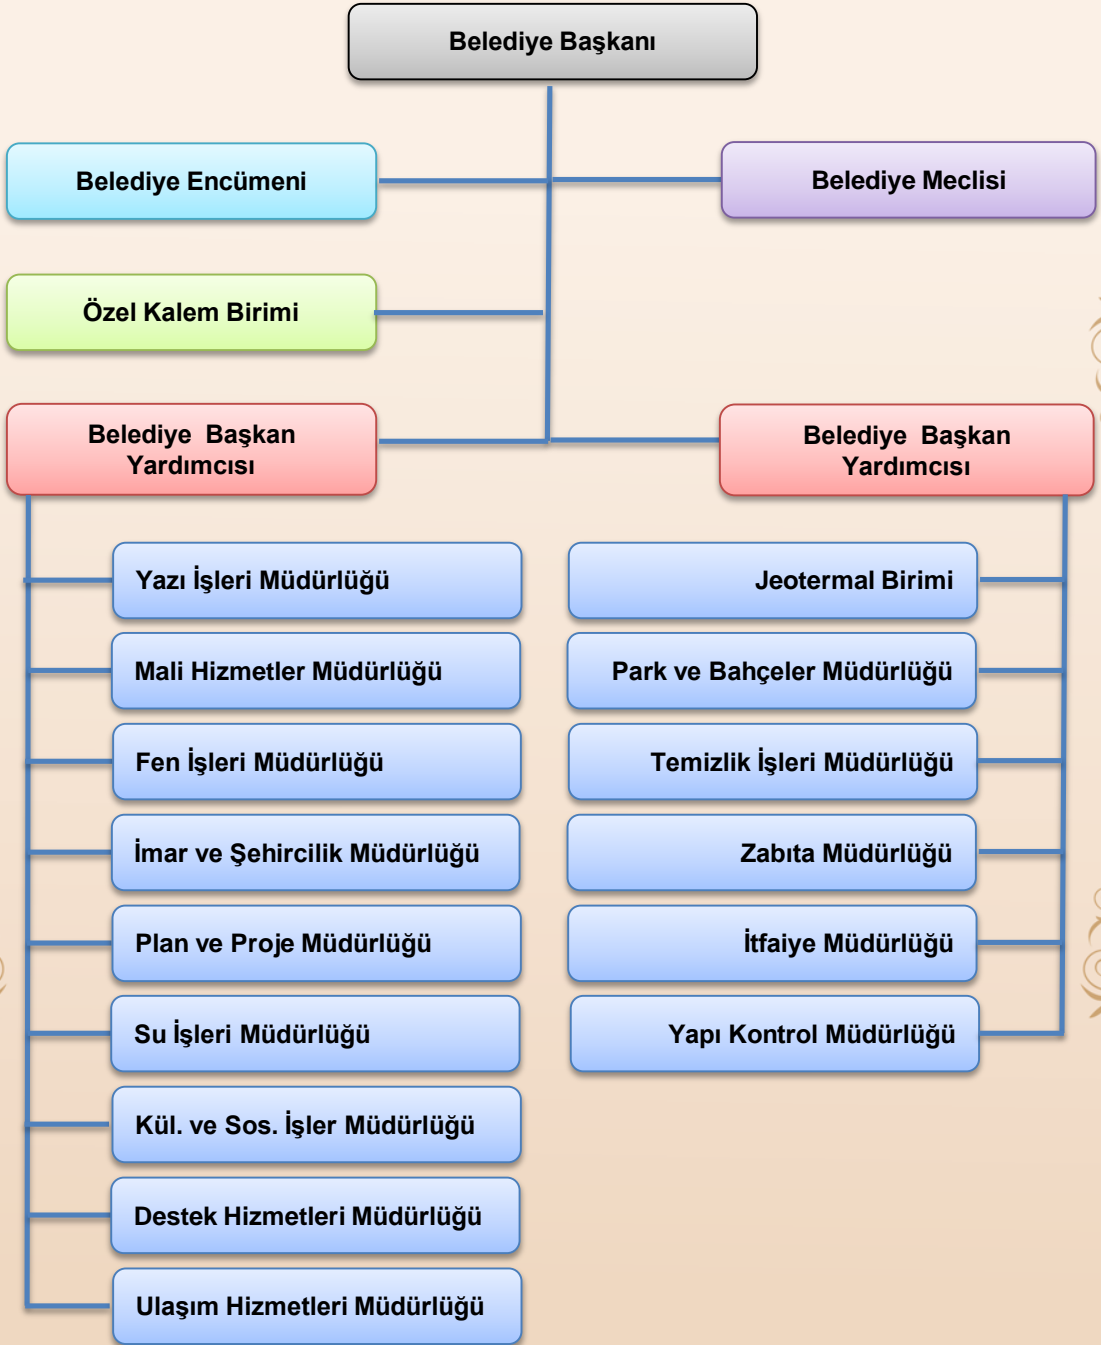 Belediye Başkanı
Belediye Encümeni
Belediye Meclisi
Özel Kalem Birimi
Belediye Başkan
Yardımcısı
Belediye Başkan
Yardımcısı
Yazı İşleri Müdürlüğü
Mali Hizmetler Müdürlüğü
Fen İşleri Müdürlüğü
İmar ve Şehircilik Müdürlüğü
Plan ve Proje Müdürlüğü
Su İşleri Müdürlüğü
Kül. ve Sos. İşler Müdürlüğü
Destek Hizmetleri Müdürlüğü
Ulaşım Hizmetleri Müdürlüğü
Jeotermal Birimi
Park ve Bahçeler Müdürlüğü
Temizlik İşleri Müdürlüğü
Zabıta Müdürlüğü
İtfaiye Müdürlüğü
Yapı Kontrol Müdürlüğü